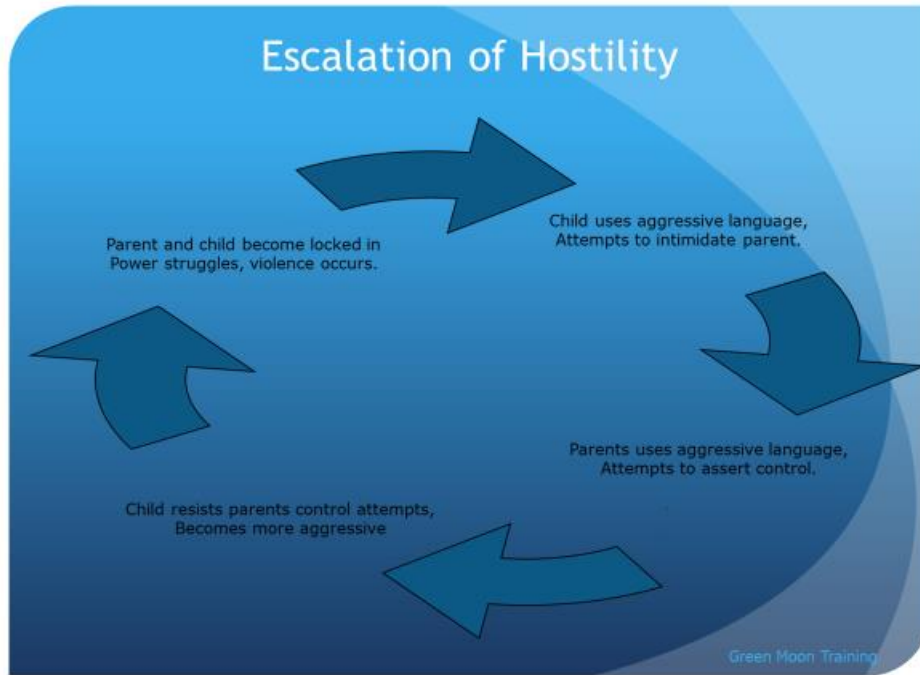 Escalation of Hostility
Child uses aggressive language,
Attempts to intimidate parent.
Parent and child become locked in
Power struggles, violence occurs.
Parents uses aggressive language,
Attempts to assert control.
Child resists parents control attempts,
Becomes more aggressive
Green Moon Training